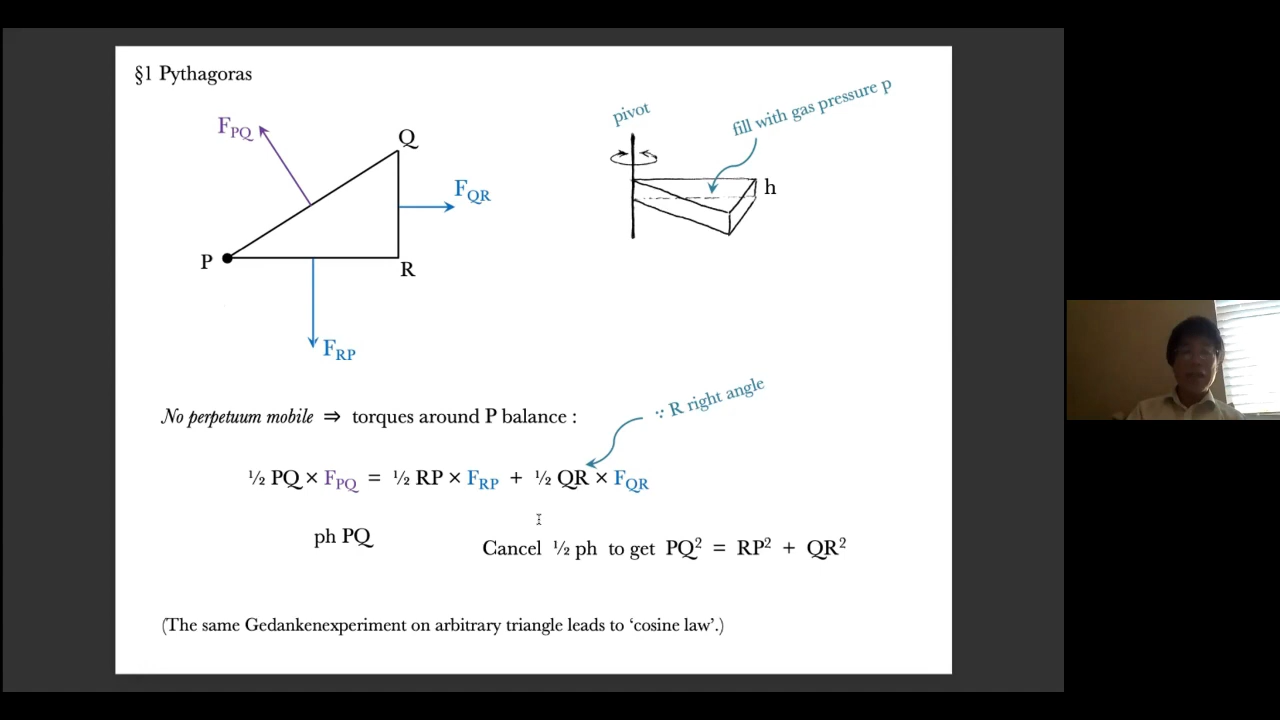 §1 Pythagoras
F_PQ
Q
F_QR
P
R
F_RP
pivot
fill with gas pressure p
h
No perpetuum mobile ⇒ torques around P balance :
∵ R right angle
½ PQ × F_PQ = ½ RP × F_RP + ½ QR × F_QR
ph PQ
Cancel ½ ph to get PQ² = RP² + QR²
(The same Gedankenexperiment on arbitrary triangle leads to ‘cosine law’.)